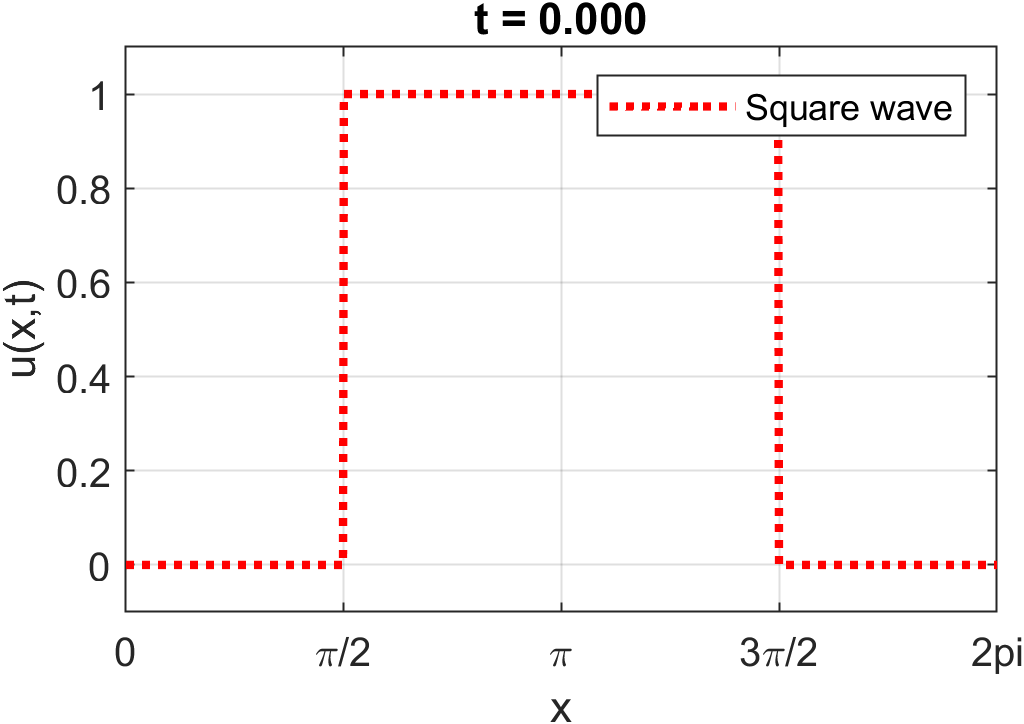 t = 0.000
Square wave
u(x,t)
1
0.8
0.6
0.4
0.2
0
0 π/2 π 3π/2 2pi
x